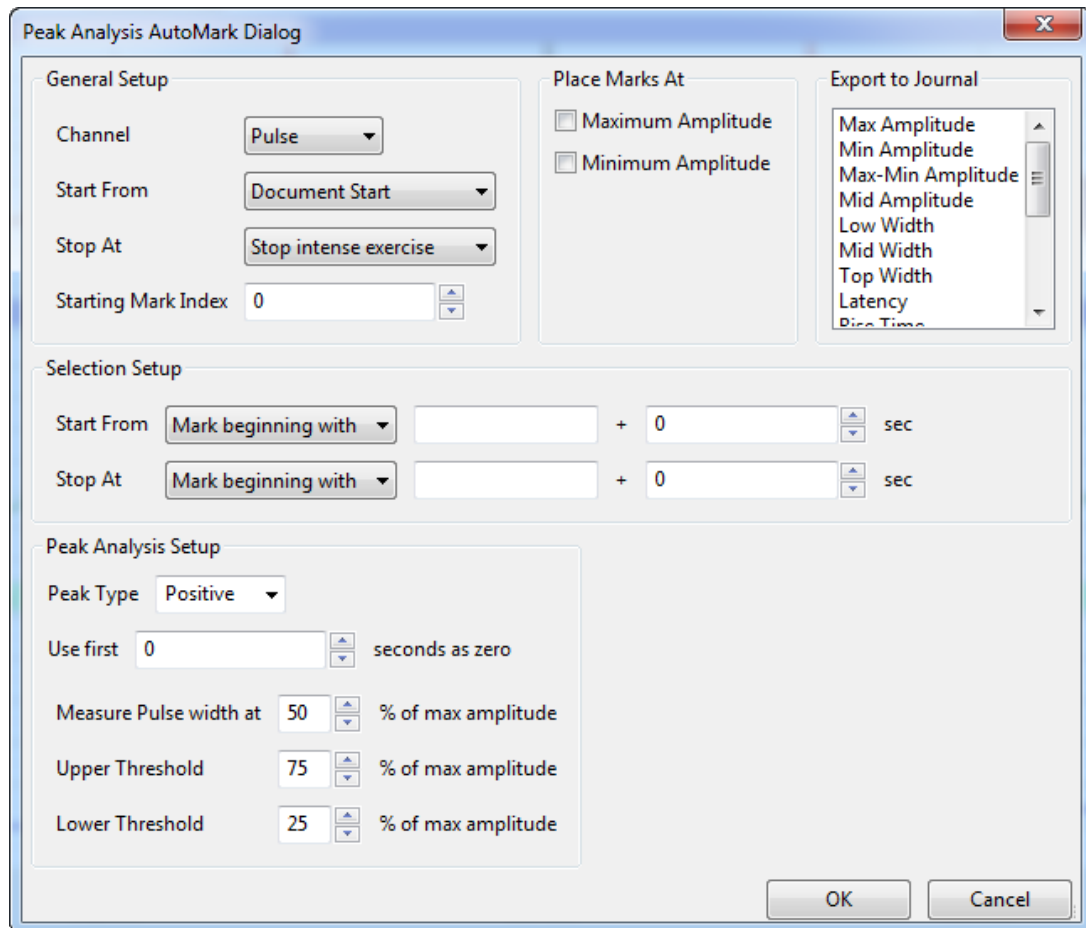 Peak Analysis AutoMark Dialog
General Setup
Channel Pulse
Start From Document Start
Stop At Stop intense exercise
Starting Mark Index 0
Place Marks At
Maximum Amplitude
Minimum Amplitude
Export to Journal
Max Amplitude
Min Amplitude
Max-Min Amplitude
Mid Amplitude
Low Width
Mid Width
Top Width
Latency
Rise Time
Selection Setup
Start From Mark beginning with + 0 sec
Stop At Mark beginning with + 0 sec
Peak Analysis Setup
Peak Type Positive
Use first 0 seconds as zero
Measure Pulse width at 50 % of max amplitude
Upper Threshold 75 % of max amplitude
Lower Threshold 25 % of max amplitude
OK Cancel